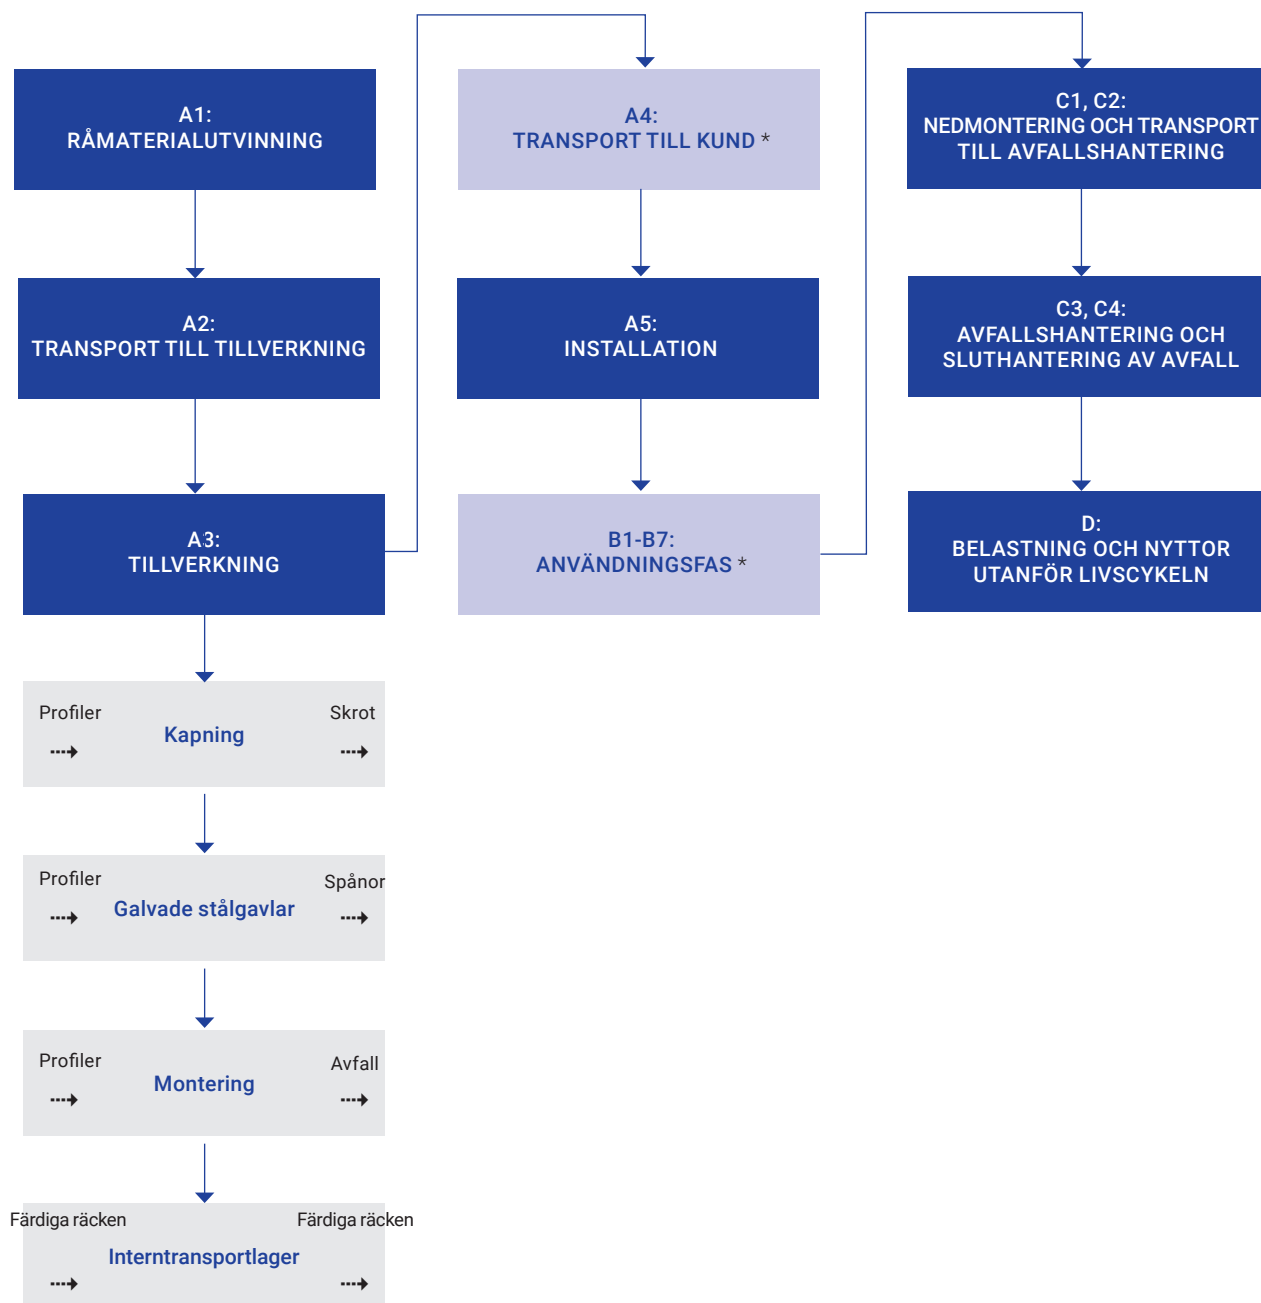 A1:
RÅMATERIALUTVINNING
A2:
TRANSPORT TILL TILLVERKNING
A3:
TILLVERKNING
A4:
TRANSPORT TILL KUND *
A5:
INSTALLATION
B1-B7:
ANVÄNDNINGSFAS *
C1, C2:
NEDMONTERING OCH TRANSPORT
TILL AVFALLSHANTERING
C3, C4:
AVFALLSHANTERING OCH
SLUTHANTERING AV AVFALL
D:
BELASTNING OCH NYTTOR
UTANFÖR LIVSCYKELN
Profiler
Kapning
Skrot
Profiler
Galvade stålgavlar
Spånor
Profiler
Montering
Avfall
Färdiga räcken
Interntransportlager
Färdiga räcken